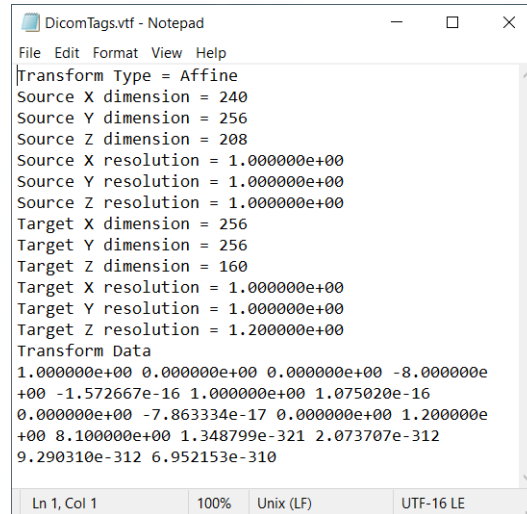 DicomTags.vtf - Notepad
File Edit Format View Help
Transform Type = Affine
Source X dimension = 240
Source Y dimension = 256
Source Z dimension = 208
Source X resolution = 1.000000e+00
Source Y resolution = 1.000000e+00
Source Z resolution = 1.000000e+00
Target X dimension = 256
Target Y dimension = 256
Target Z dimension = 160
Target X resolution = 1.000000e+00
Target Y resolution = 1.000000e+00
Target Z resolution = 1.200000e+00
Transform Data
1.000000e+00 0.000000e+00 0.000000e+00 -8.000000e
+00 -1.572667e-16 1.000000e+00 1.075020e-16
0.000000e+00 -7.863334e-17 0.000000e+00 1.200000e
+00 8.100000e+00 1.348799e-321 2.073707e-312
9.290310e-312 6.952153e-310
Ln 1, Col 1 100% Unix (LF) UTF-16 LE